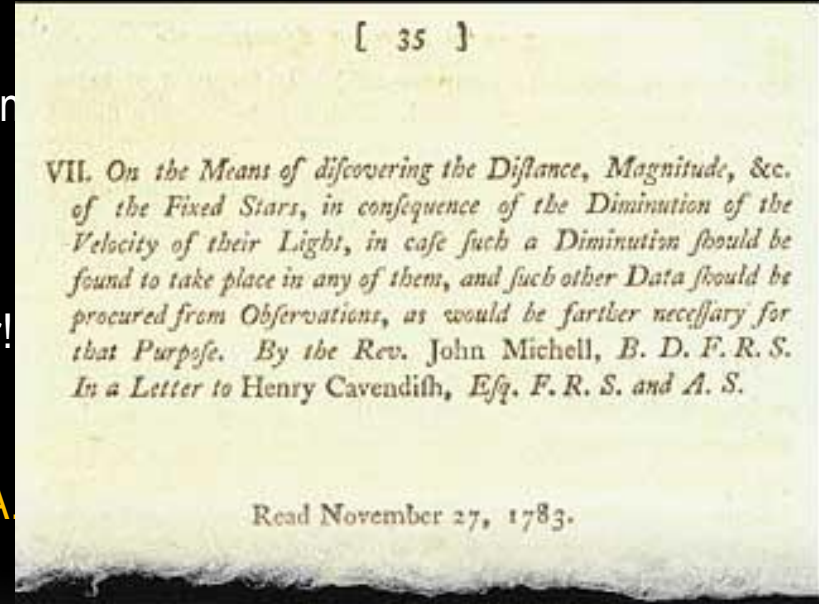 [ 35 ]
VII. On the Means of diſcovering the Diſtance, Magnitude, &c.
of the Fixed Stars, in conſequence of the Diminution of the
Velocity of their Light, in caſe ſuch a Diminution ſhould be
found to take place in any of them, and ſuch other Data ſhould be
procured from Obſervations, as would be farther neceſſary for
that Purpoſe. By the Rev. John Michell, B. D. F. R. S.
In a Letter to Henry Cavendiſh, Eſq. F. R. S. and A. S.
Read November 27, 1783.